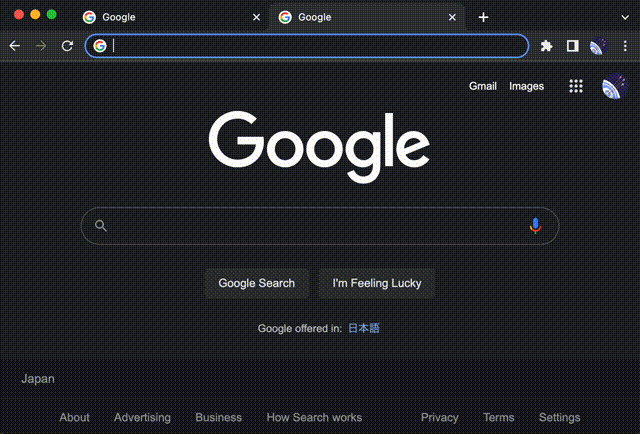 Google Google
Gmail Images
Google
Google Search I'm Feeling Lucky
Google offered in: 日本語
Japan
About Advertising Business How Search works Privacy Terms Settings